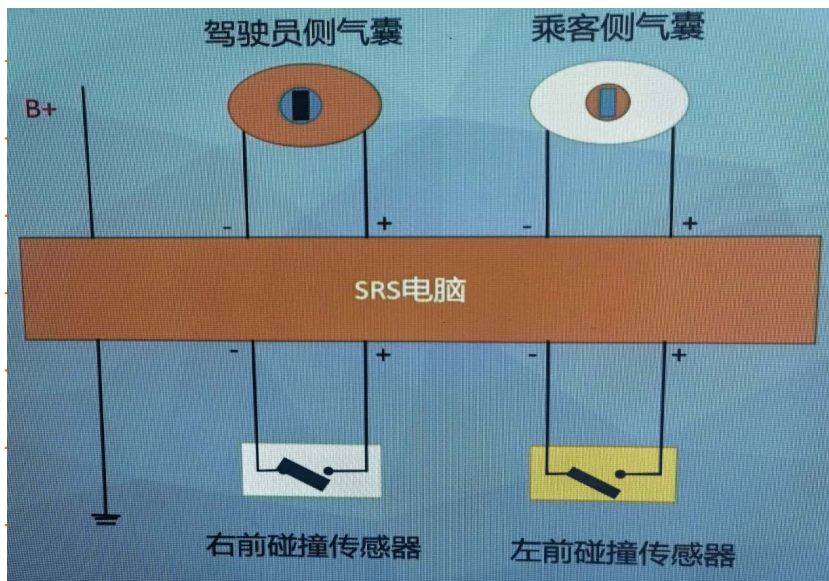 驾驶员侧气囊 乘客侧气囊
B+
- + - +
SRS电脑
- + - +
右前碰撞传感器 左前碰撞传感器